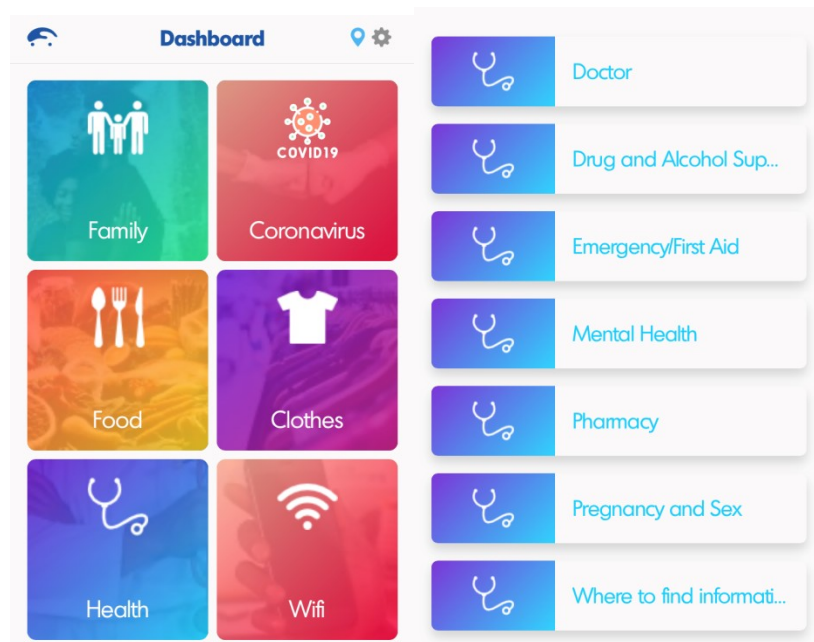 Dashboard
COVID19
Family
Coronavirus
Food
Clothes
Health
Wifi
Doctor
Drug and Alcohol Sup...
Emergency/First Aid
Mental Health
Pharmacy
Pregnancy and Sex
Where to find informati...